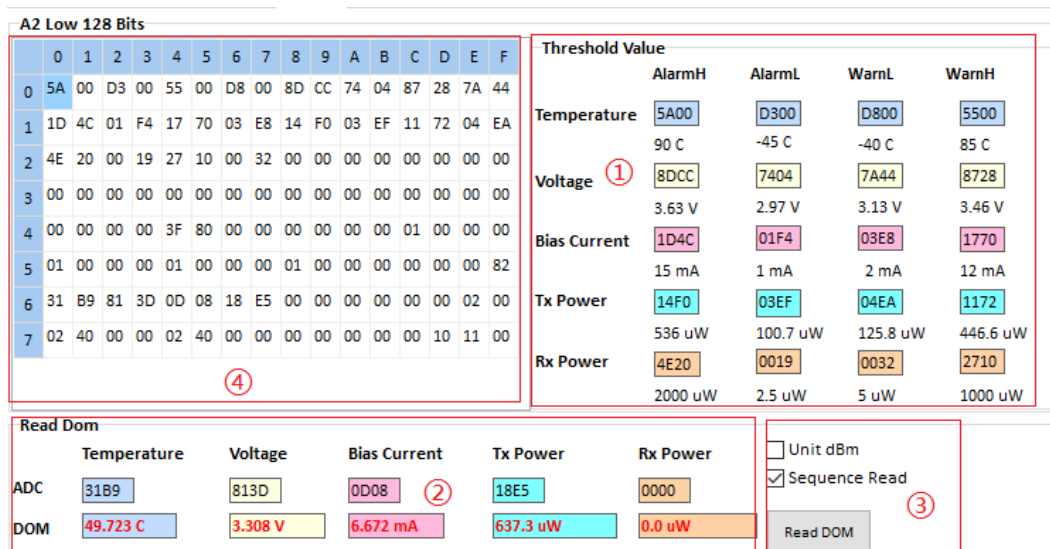 A2 Low 128 Bits
0 1 2 3 4 5 6 7 8 9 A B C D E F
0 5A 00 D3 00 55 00 D8 00 8D CC 74 04 87 28 7A 44
1 1D 4C 01 F4 17 70 03 E8 14 F0 03 EF 11 72 04 EA
2 4E 20 00 19 27 10 00 32 00 00 00 00 00 00 00 00
3 00 00 00 00 00 00 00 00 00 00 00 00 00 00 00 00
4 00 00 00 00 3F 80 00 00 00 00 00 00 01 00 00 00
5 01 00 00 00 01 00 00 00 01 00 00 00 00 00 00 82
6 31 B9 81 3D 0D 08 18 E5 00 00 00 00 00 00 02 00
7 02 40 00 00 02 40 00 00 00 00 00 00 00 10 11 00
④
Threshold Value
AlarmH AlarmL WarnL WarnH
Temperature 5A00 D300 D800 5500
90 C -45 C -40 C 85 C
Voltage ① 8DCC 7404 7A44 8728
3.63 V 2.97 V 3.13 V 3.46 V
Bias Current 1D4C 01F4 03E8 1770
15 mA 1 mA 2 mA 12 mA
Tx Power 14F0 03EF 04EA 1172
536 uW 100.7 uW 125.8 uW 446.6 uW
Rx Power 4E20 0019 0032 2710
2000 uW 2.5 uW 5 uW 1000 uW
Read Dom
Temperature Voltage Bias Current Tx Power Rx Power
ADC 31B9 813D 0D08 ② 18E5 0000
DOM 49.723 C 3.308 V 6.672 mA 637.3 uW 0.0 uW
Unit dBm
Sequence Read
③
Read DOM